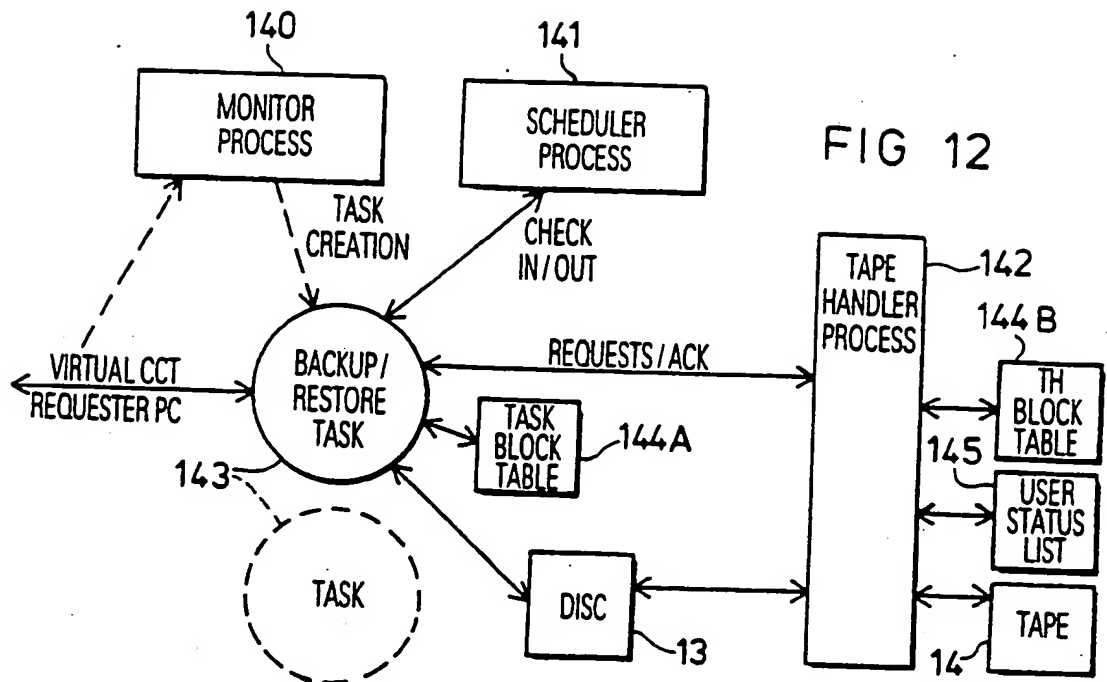 140
MONITOR
PROCESS
141
SCHEDULER
PROCESS
FIG 12
TASK
CREATION
CHECK
IN/OUT
TAPE
HANDLER
PROCESS
142
144B
TH
BLOCK
TABLE
VIRTUAL CCT
REQUESTER PC
BACKUP/
RESTORE
TASK
REQUESTS/ACK
TASK
BLOCK
TABLE
144A
145
USER
STATUS
LIST
143
TASK
DISC
13
TAPE
14